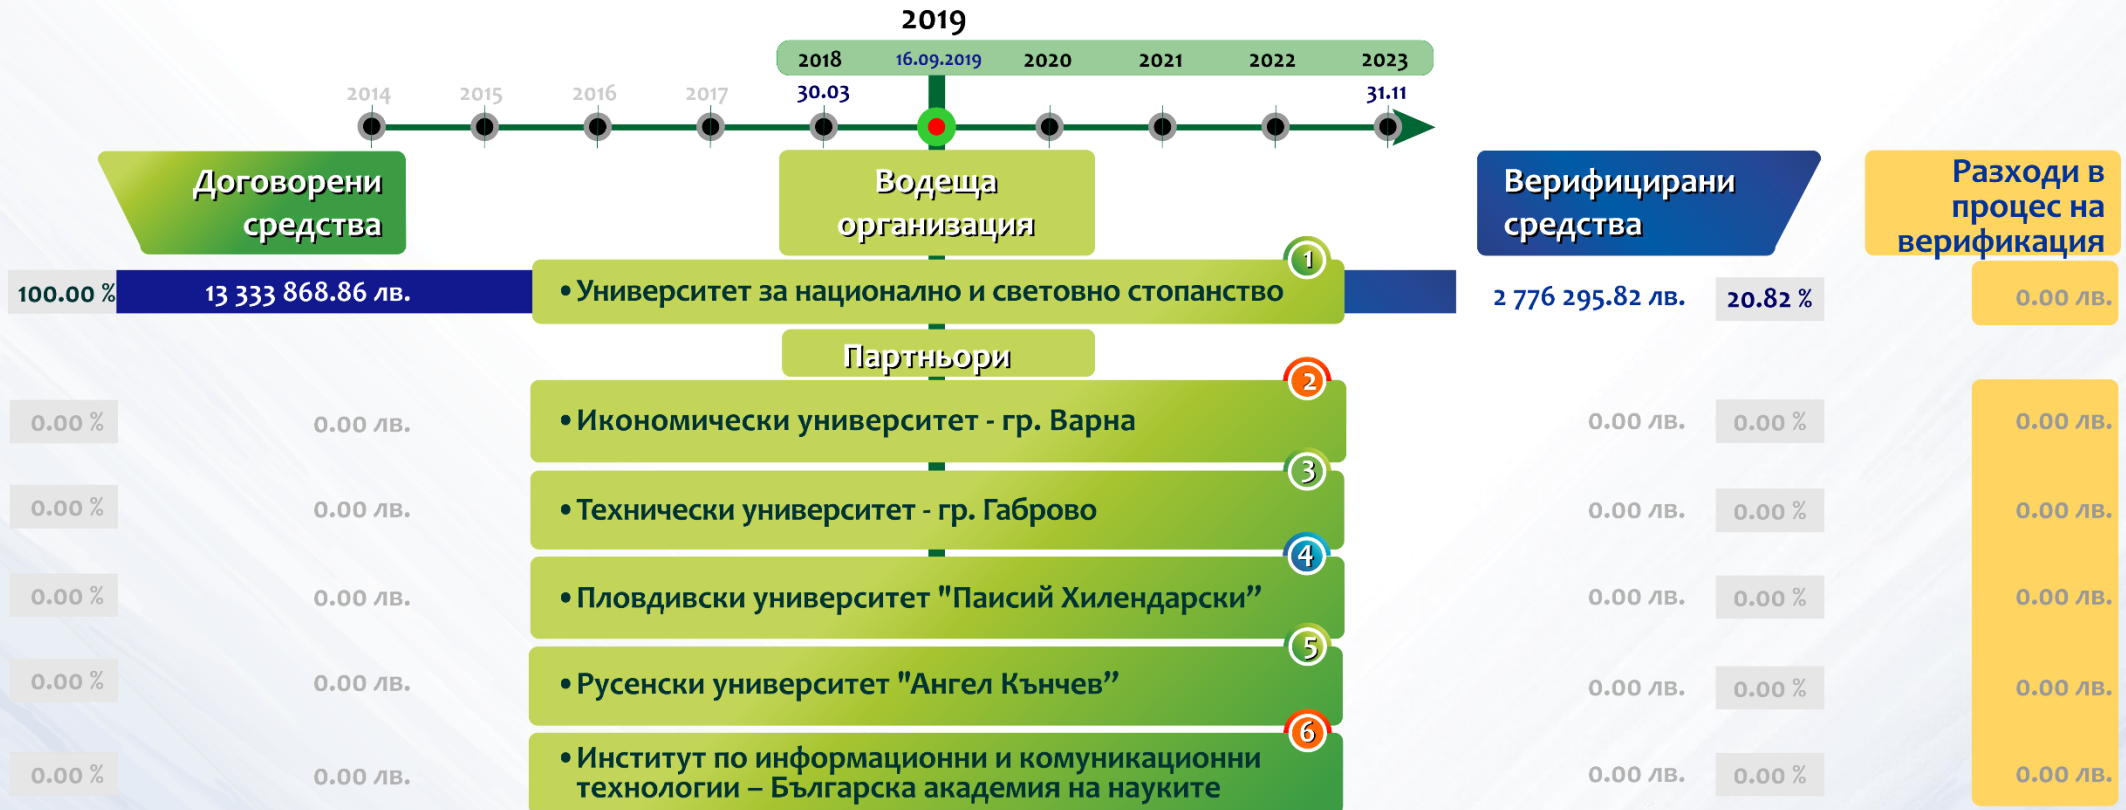 2019
2018 16.09.2019 2020 2021 2022 2023
2014 2015 2016 2017 30.03 31.11
Договорени
средства
Водеща
организация
Верифицирани
средства
Разходи в
процес на
верификация
1
100.00 % 13 333 868.86 лв. •Университет за национално и световно стопанство 2 776 295.82 лв. 20.82 % 0.00 лв.
Партньори
2
0.00 % 0.00 лв. •Икономически университет - гр. Варна 0.00 лв. 0.00 % 0.00 лв.
3
0.00 % 0.00 лв. •Технически университет - гр. Габрово 0.00 лв. 0.00 % 0.00 лв.
4
0.00 % 0.00 лв. •Пловдивски университет "Паисий Хилендарски” 0.00 лв. 0.00 % 0.00 лв.
5
0.00 % 0.00 лв. •Русенски университет "Ангел Кънчев” 0.00 лв. 0.00 % 0.00 лв.
6
0.00 % 0.00 лв. •Институт по информационни и комуникационни
технологии – Българска академия на науките 0.00 лв. 0.00 % 0.00 лв.